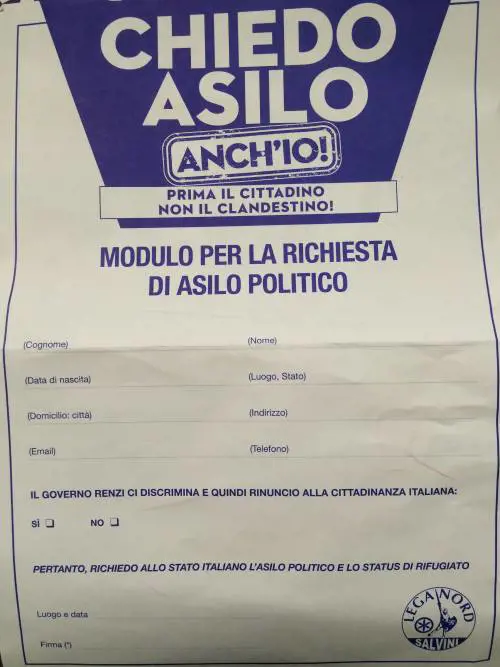 CHIEDO
ASILO
ANCH'IO!
PRIMA IL CITTADINO
NON IL CLANDESTINO!
MODULO PER LA RICHIESTA
DI ASILO POLITICO
(Cognome) (Nome)
(Data di nascita) (Luogo, Stato)
(Domicilio: città) (Indirizzo)
(Email) (Telefono)
IL GOVERNO RENZI CI DISCRIMINA E QUINDI RINUNCIO ALLA CITTADINANZA ITALIANA:
SÌ ❑ NO ❑
PERTANTO, RICHIEDO ALLO STATO ITALIANO L'ASILO POLITICO E LO STATUS DI RIFUGIATO
Luogo e data
Firma (*)
LEGA NORD
SALVINI